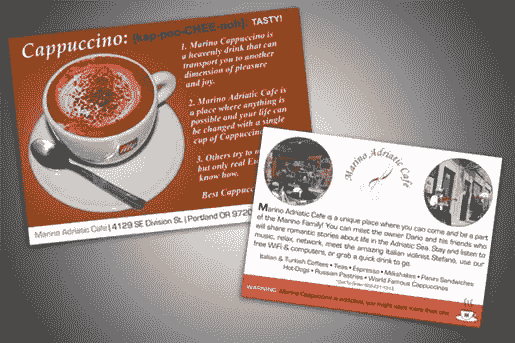 Cappuccino: [kap-poo-CHEE-noh]: TASTY!
1. Marino Cappuccino is
a heavenly drink that can
transport you to another
dimension of pleasure
and joy.
2. Marino Adriatic Cafe is
a place where anything is
possible and your life can
be changed with a single
cup of Cappuccin
3. Others try to
but only real E
know how.
Best Cappuc
Marino Adriatic Cafe | 4129 SE Division St. | Portland OR 9720
Marino Adriatic Cafe
Marino Adriatic Cafe is a unique place where you can come and be a part
of the Marino Family! You can meet the owner Dario and his friends who
will share romantic stories about life in the Adriatic Sea. Stay and listen to
music, relax, network, meet the amazing Italian violinist Stefano, use our
free WiFi & computers, or grab a quick drink to go.
Italian & Turkish Coffees • Teas • Espresso • Milkshakes • Panini Sandwiches
Hot-Dogs • Russian Pastries • World Famous Cappuccinos
WARNING: Marino Cappuccino is addictive, you might want more than one.